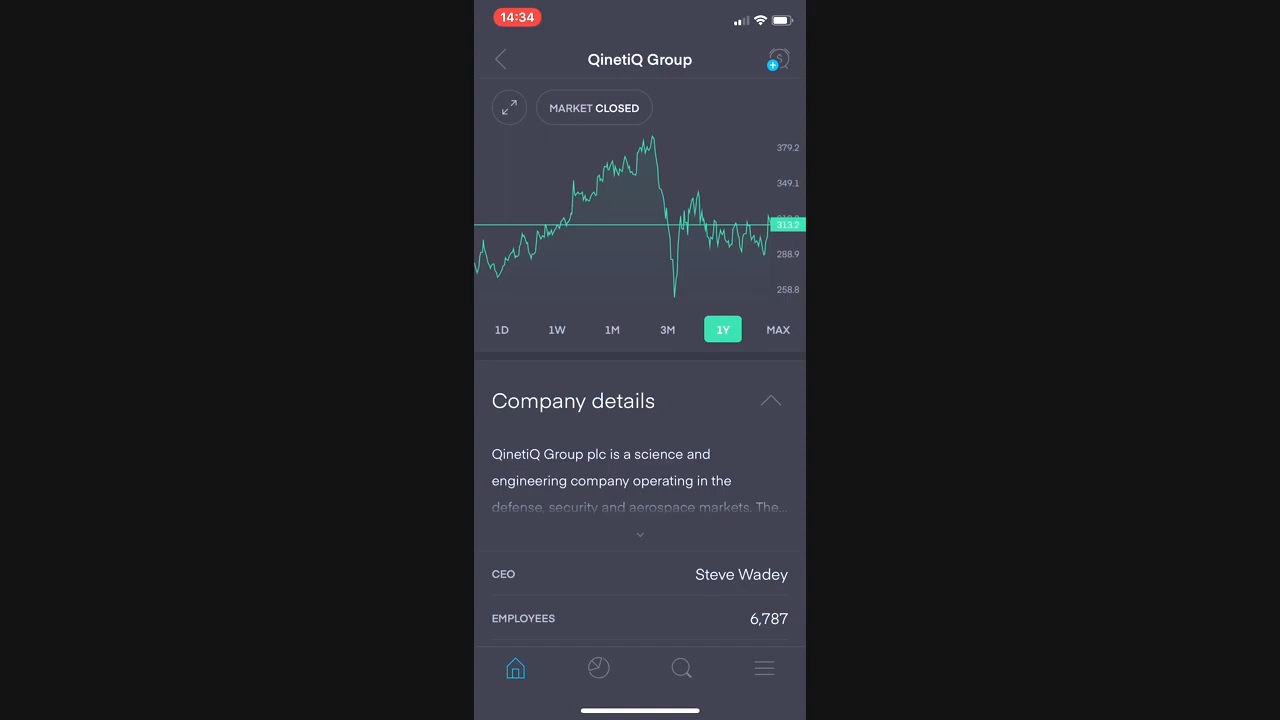 14:34
QinetiQ Group
MARKET CLOSED
379.2
349.1
313.2
288.9
258.8
1D 1W 1M 3M 1Y MAX
Company details
QinetiQ Group plc is a science and
engineering company operating in the
defense, security and aerospace markets. The...
CEO Steve Wadey
EMPLOYEES 6,787